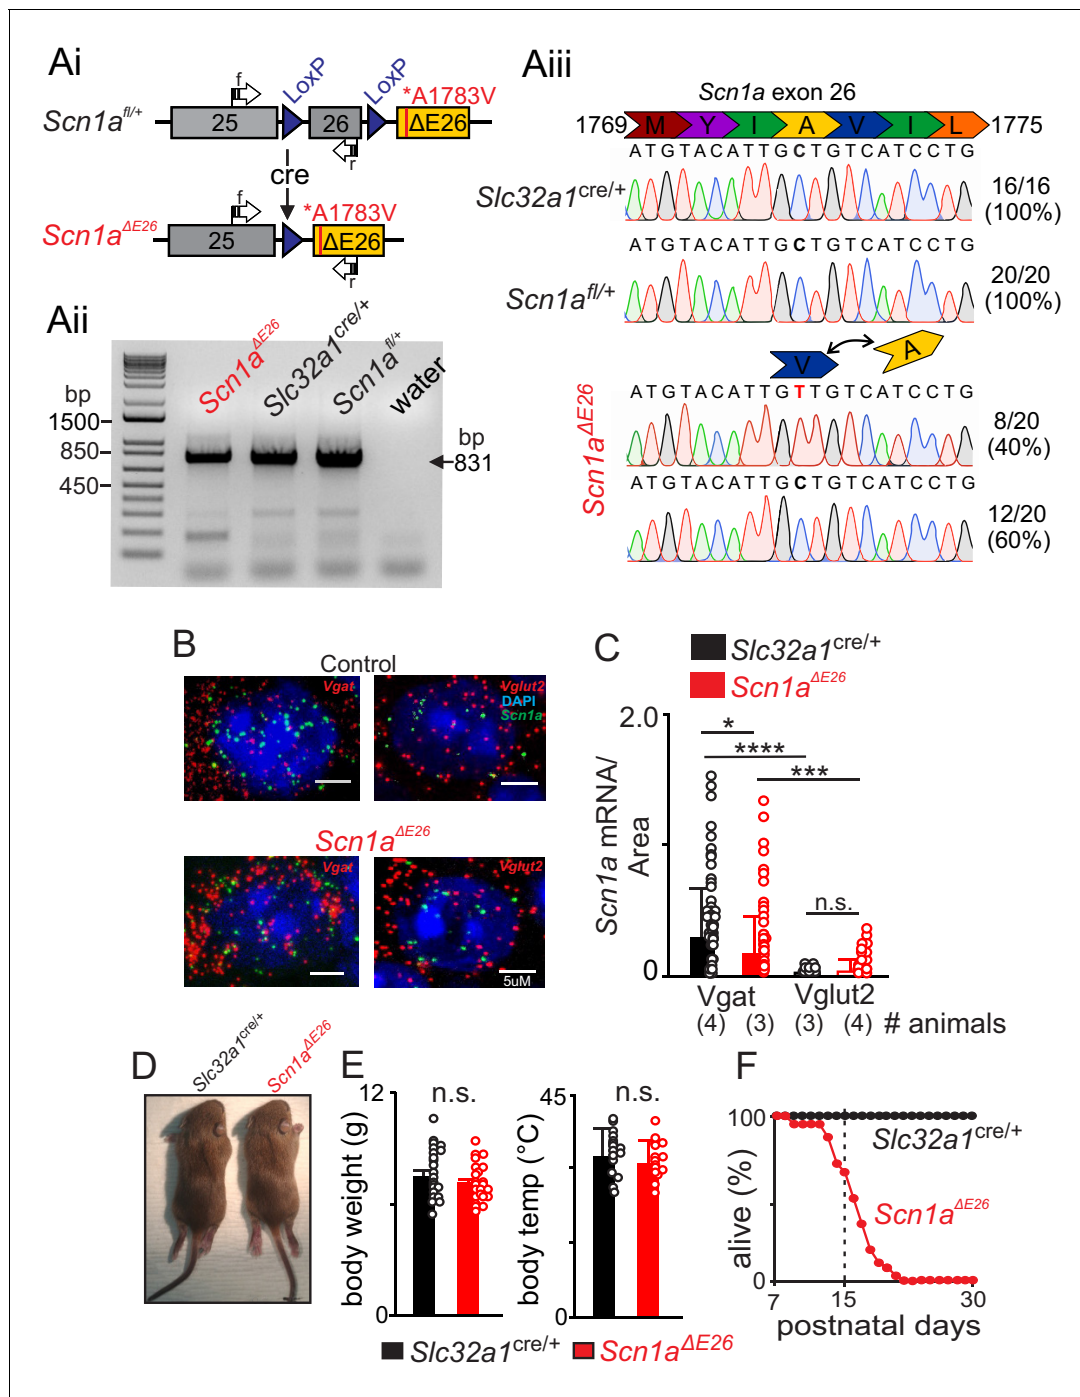 Ai
Scn1a^fl/+
f
LoxP
LoxP
*A1783V
25
26
ΔE26
r
cre
Scn1a^ΔE26
f
*A1783V
25
ΔE26
r
Aii
Scn1a^ΔE26
Slc32a1^cre/+
Scn1a^fl/+
water
bp
1500
850
450
bp
831
Aiii
Scn1a exon 26
1769 M Y I A V I L 1775
ATGTACATTGCTGTCATCCTG
Slc32a1^cre/+
16/16
(100%)
ATGTACATTGCTGTCATCCTG
Scn1a^fl/+
20/20
(100%)
V A
Scn1a^ΔE26
ATGTACATTGTTGTCATCCTG
8/20
(40%)
ATGTACATTGCTGTCATCCTG
12/20
(60%)
B
Control
Vgat
Vglut2
DAPI
Scn1a
Scn1a^ΔE26
Vgat
Vglut2
5uM
C
Slc32a1^cre/+
Scn1a^ΔE26
2.0
*
****
***
n.s.
Scn1a mRNA/
Area
0
Vgat Vglut2
(4) (3) (3) (4) # animals
D
Slc32a1^cre/+
Scn1a^ΔE26
E
12
n.s.
body weight (g)
0
45
n.s.
body temp (°C)
0
Slc32a1^cre/+ Scn1a^ΔE26
F
100
Slc32a1^cre/+
Scn1a^ΔE26
alive (%)
0
7 15 30
postnatal days